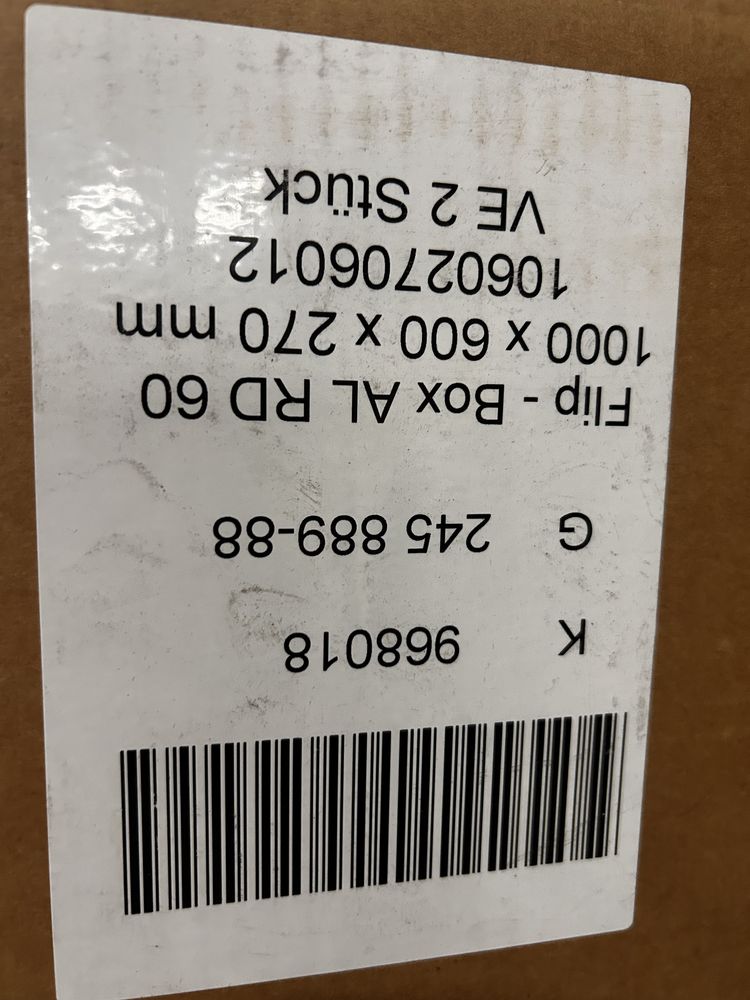 K 968018
G 245 889-88
Flip - Box AL RD 60
1000 x 600 x 270 mm
10602706012
VE 2 Stück